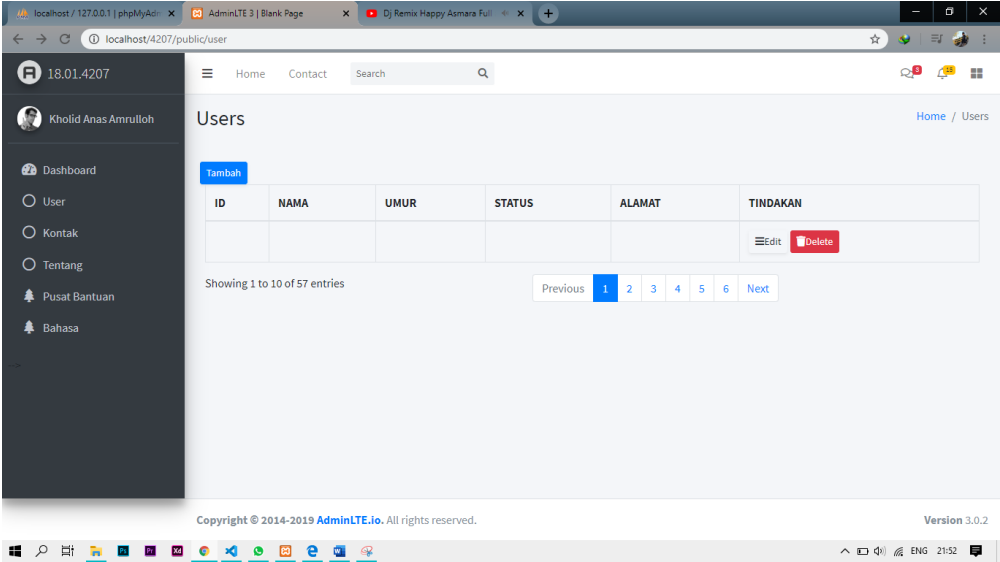 localhost / 127.0.0.1 | phpMyAdn
AdminLTE 3 | Blank Page
Dj Remix Happy Asmara Full
localhost/4207/public/user
18.01.4207
Home Contact Search
3
15
Kholid Anas Amrulloh
Users
Home / Users
Dashboard
User
Kontak
Tentang
Pusat Bantuan
Bahasa
-->
Tambah
ID NAMA UMUR STATUS ALAMAT TINDAKAN
Edit Delete
Showing 1 to 10 of 57 entries
Previous 1 2 3 4 5 6 Next
Copyright © 2014-2019 AdminLTE.io. All rights reserved.
Version 3.0.2
Ps Pr Xd
ENG 21:52